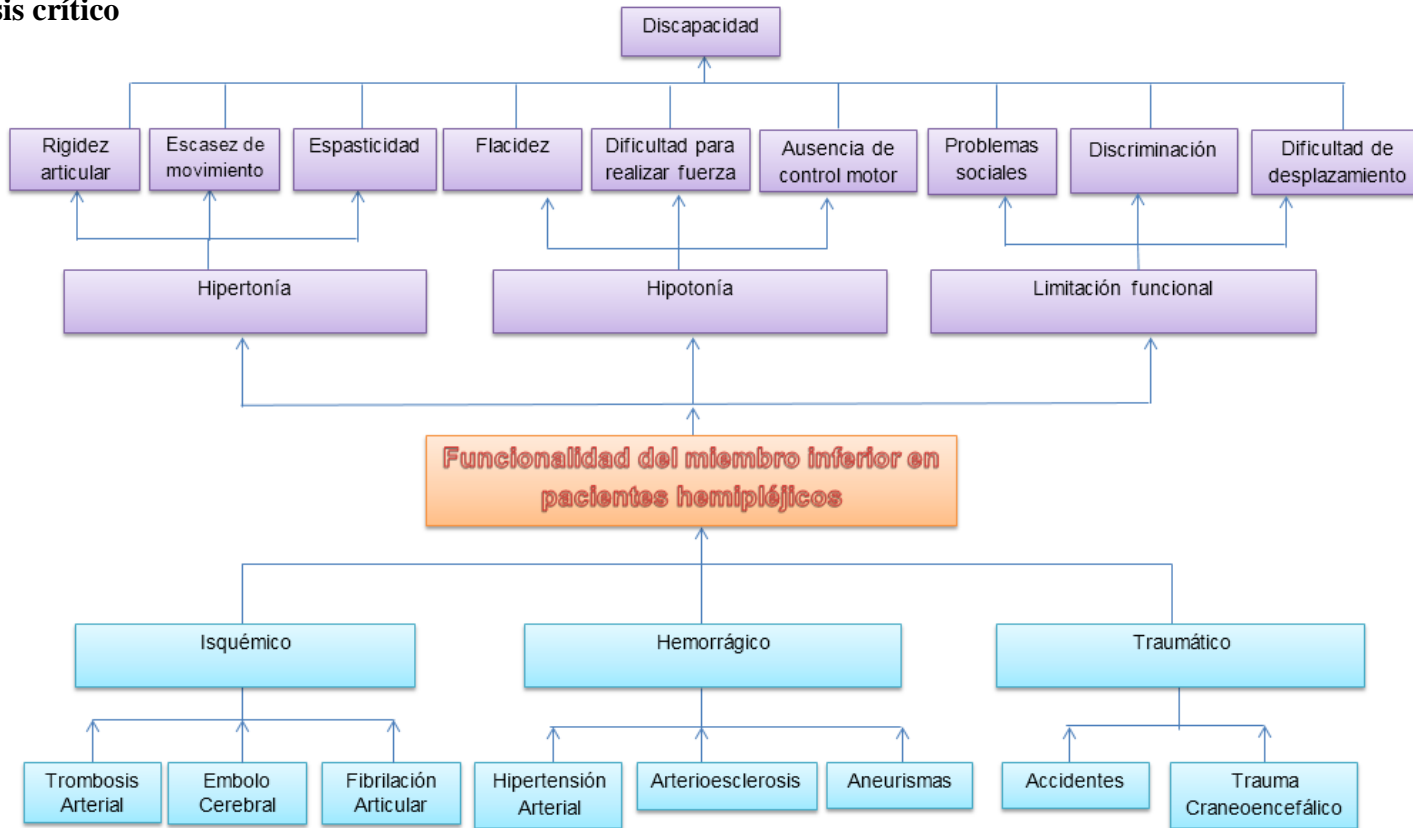 sis crítico
Discapacidad
Rigidez
articular
Escasez de
movimiento
Espasticidad
Flacidez
Dificultad para
realizar fuerza
Ausencia de
control motor
Problemas
sociales
Discriminación
Dificultad de
desplazamiento
Hipertonía
Hipotonía
Limitación funcional
Funcionalidad del miembro inferior en
pacientes hemipléjicos
Isquémico
Hemorrágico
Traumático
Trombosis
Arterial
Embolo
Cerebral
Fibrilación
Articular
Hipertensión
Arterial
Arterioesclerosis
Aneurismas
Accidentes
Trauma
Craneoencefálico